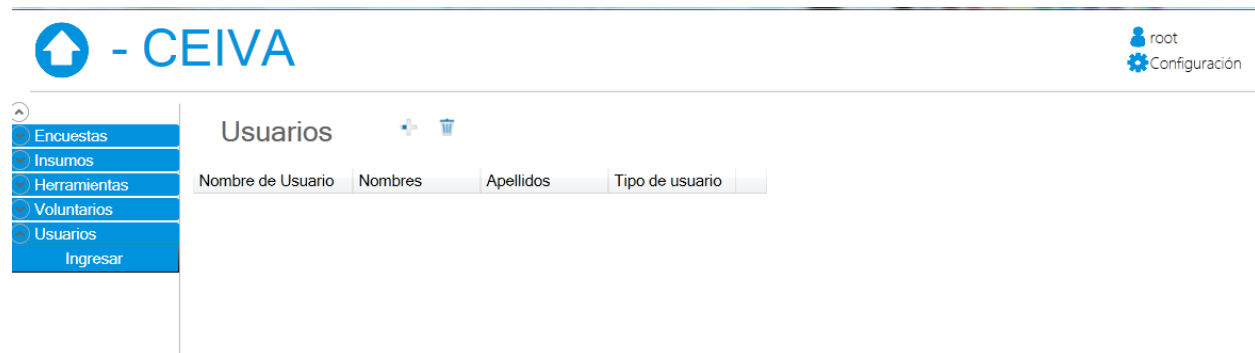 - CEIVA
root
Configuración
Encuestas
Insumos
Herramientas
Voluntarios
Usuarios
Ingresar
Usuarios
Nombre de Usuario Nombres Apellidos Tipo de usuario